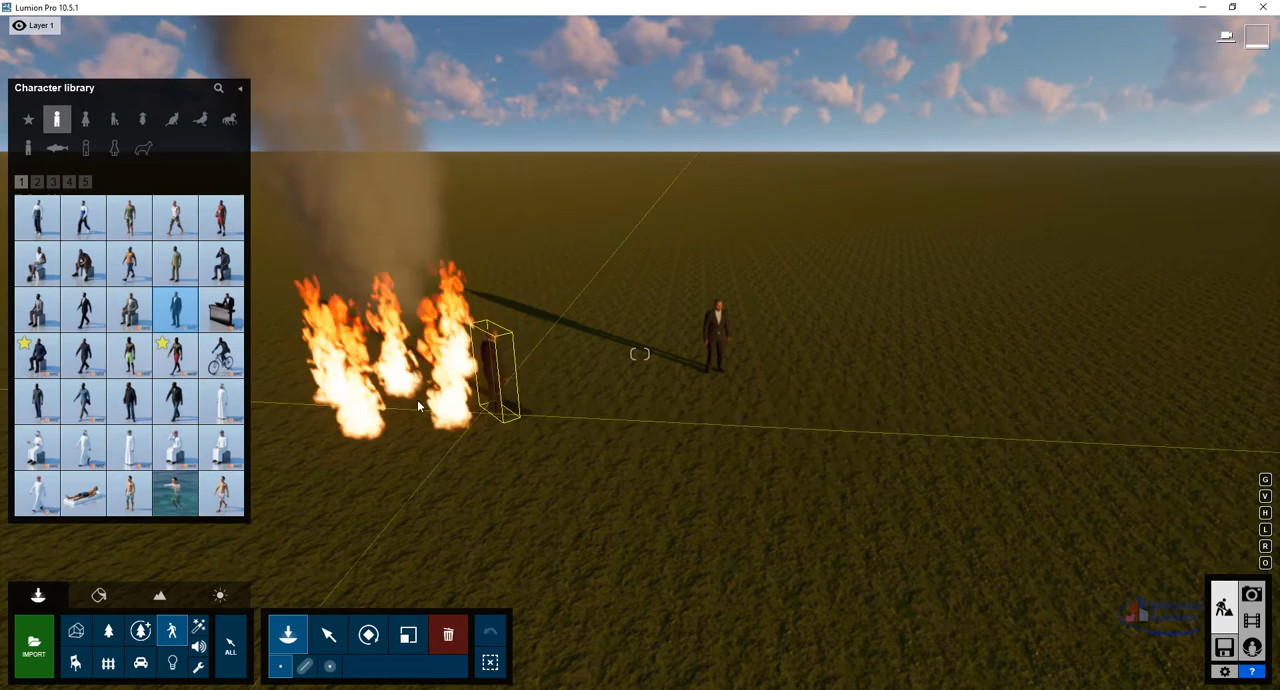 Lumion Pro 10.5.1
Layer 1
Character library
1 2 3 4 5
G
V
H
L
R
O
IMPORT
ALL
?